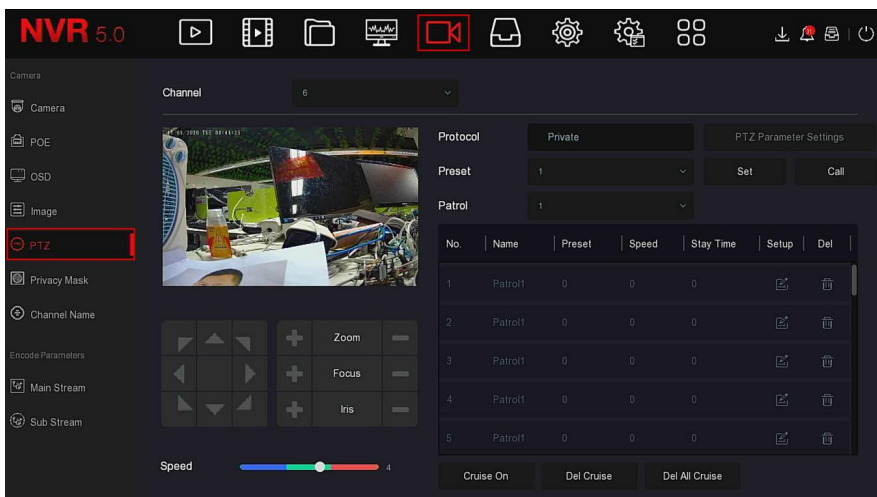 NVR 5.0
Camera
Camera
POE
OSD
Image
PTZ
Privacy Mask
Channel Name
Encode Parameters
Main Stream
Sub Stream
Channel 6
Protocol Private PTZ Parameter Settings
Preset 1 Set Call
Patrol 1
No. Name Preset Speed Stay Time Setup Del
1 Patrol1 0 0 0
2 Patrol1 0 0 0
3 Patrol1 0 0 0
4 Patrol1 0 0 0
5 Patrol1 0 0 0
Zoom
Focus
Iris
Speed 4
Cruise On Del Cruise Del All Cruise